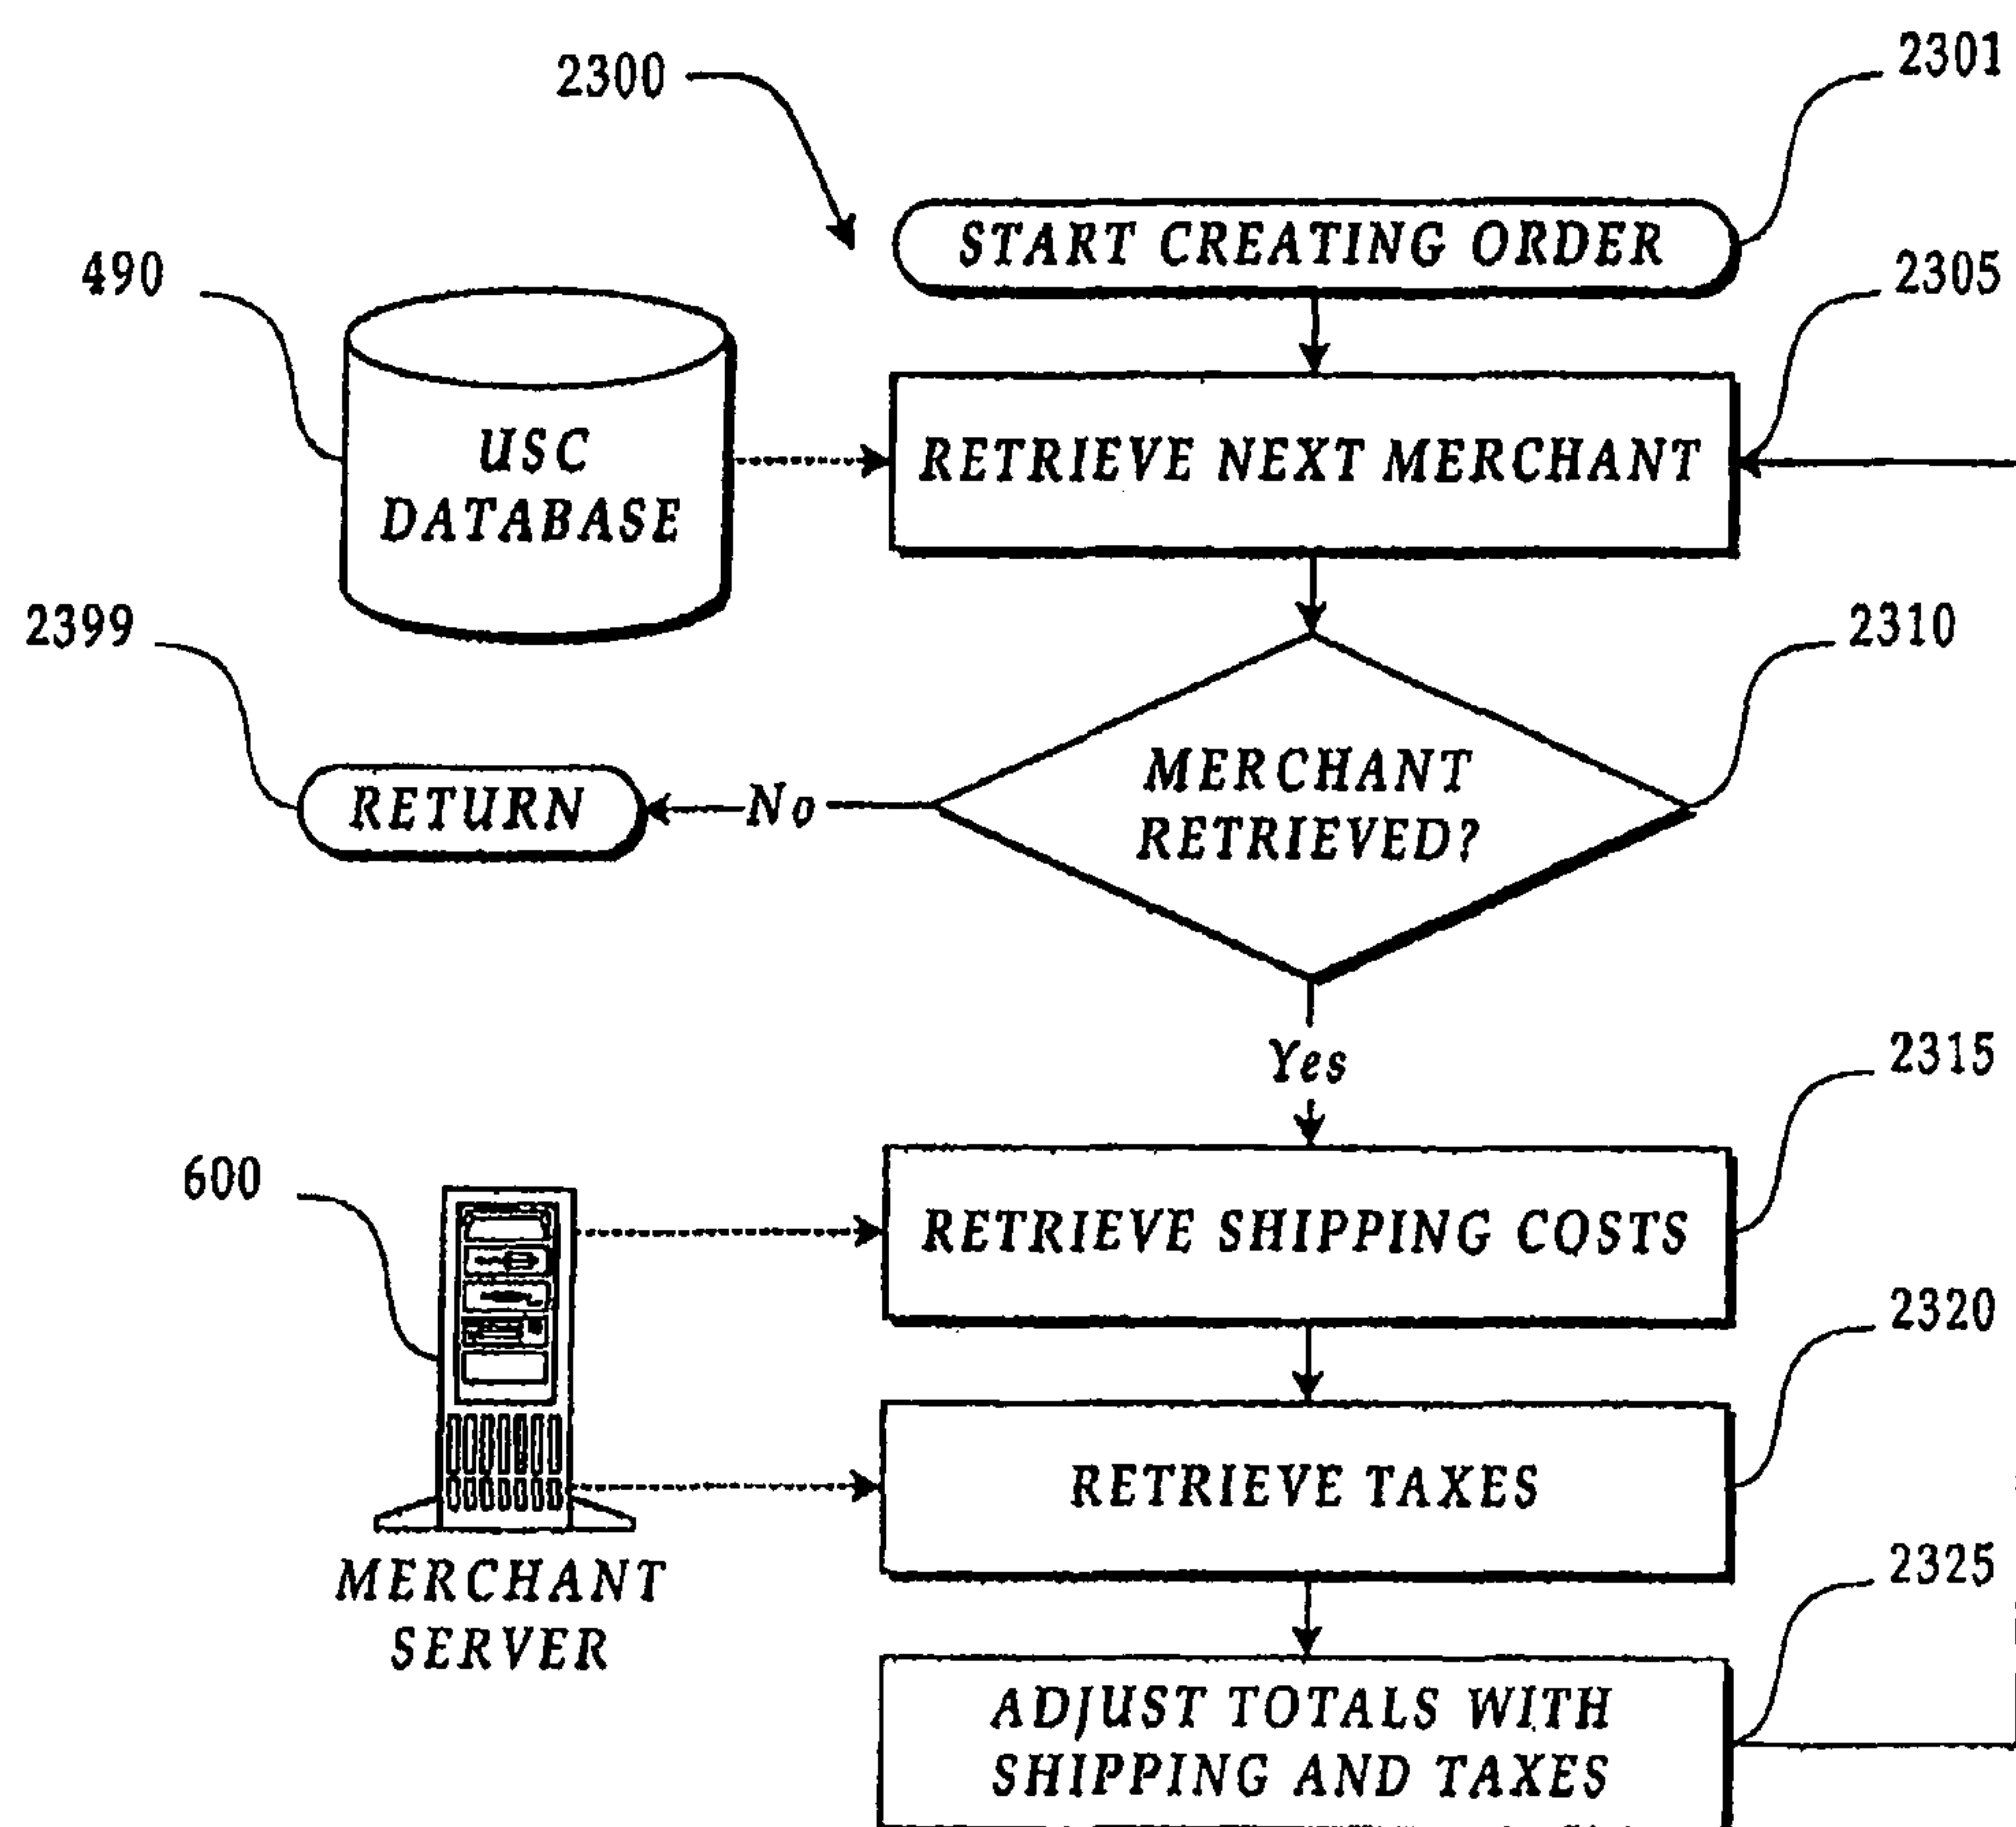 2300
2301
START CREATING ORDER
490
2305
USC
DATABASE
RETRIEVE NEXT MERCHANT
2399
2310
MERCHANT
RETRIEVED?
RETURN
No
Yes
2315
600
RETRIEVE SHIPPING COSTS
2320
RETRIEVE TAXES
2325
MERCHANT
SERVER
ADJUST TOTALS WITH
SHIPPING AND TAXES